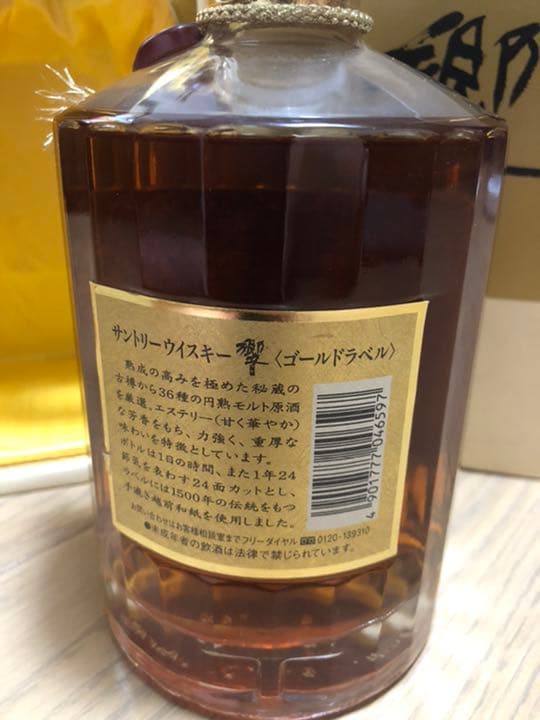 響
サントリーウイスキー 響〈ゴールドラベル〉
熟成の高みを極めた秘蔵の
古樽から36種の円熟モルト原酒
を厳選。エステリー(甘く華やか)
な芳香をもち、力強く、重厚な
味わいを特徴としています。
ボトルは1日の時間、また1年24
節気を表わす24面カットとし、
ラベルには1500年の伝統をもつ
手漉き越前和紙を使用しました。
お問い合わせはお客様相談室までフリーダイヤル 0120-139310
●未成年者の飲酒は法律で禁じられています。
4901777046597